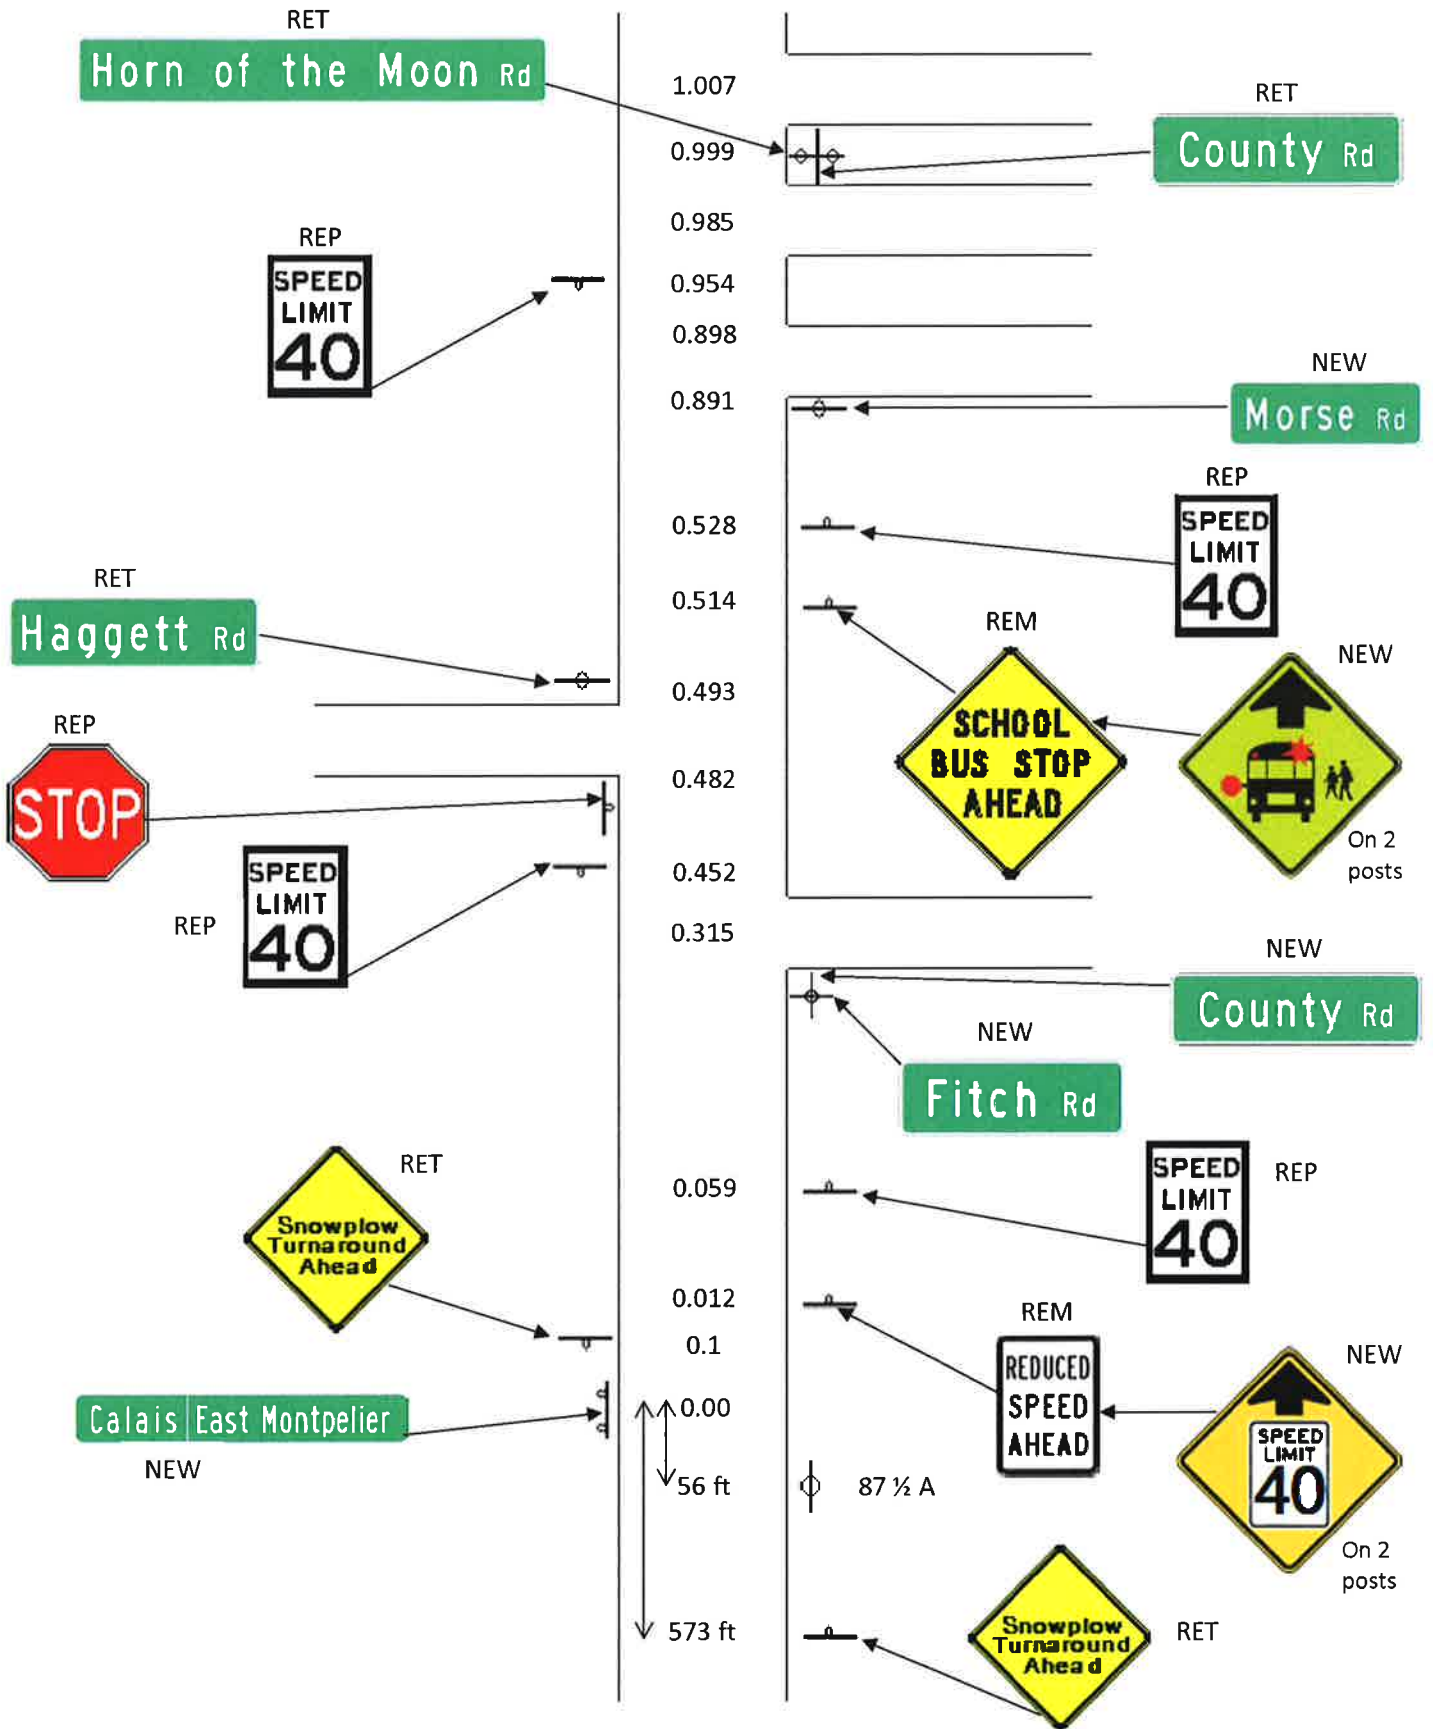 RET
Horn of the Moon Rd
1.007
RET
County Rd
0.999
0.985
REP
SPEED
LIMIT
40
0.954
0.898
NEW
Morse Rd
0.891
REP
SPEED
LIMIT
40
0.528
RET
Haggett Rd
0.514
REM
SCHOOL
BUS STOP
AHEAD
NEW
On 2
posts
0.493
REP
STOP
0.482
SPEED
LIMIT
40
REP
0.452
0.315
NEW
County Rd
NEW
Fitch Rd
RET
Snowplow
Turnaround
Ahead
0.059
SPEED
LIMIT
40
REP
0.012
0.1
REM
REDUCED
SPEED
AHEAD
NEW
SPEED
LIMIT
40
On 2
posts
Calais East Montpelier
NEW
0.00
56 ft
87 ½ A
573 ft
Snowplow
Turnaround
Ahead
RET